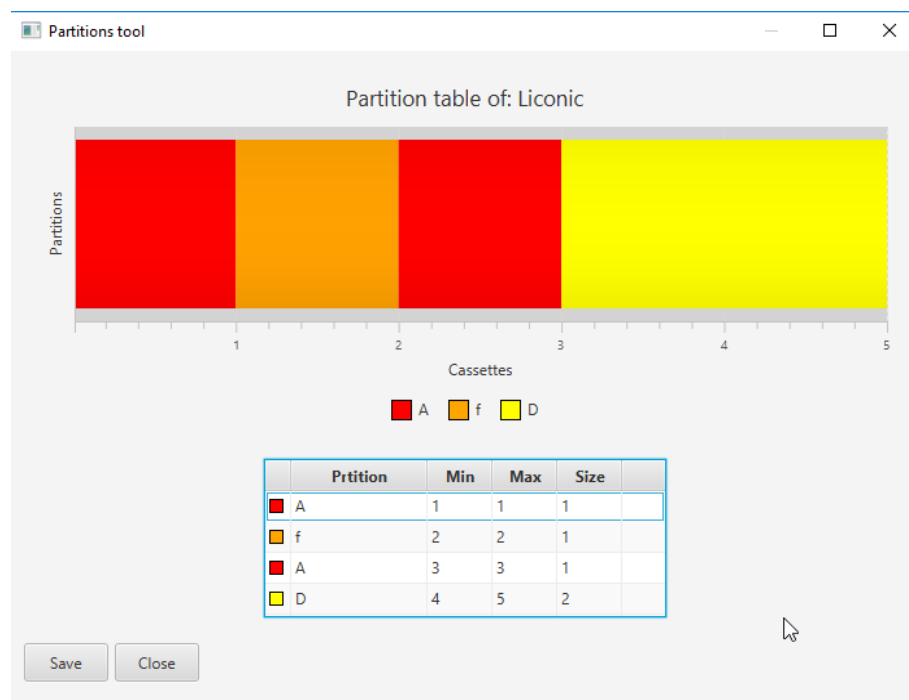 Partitions tool
Partition table of: Liconic
Partitions
1 2 3 4 5
Cassettes
A f D
Prtition Min Max Size
A 1 1 1
f 2 2 1
A 3 3 1
D 4 5 2
Save Close